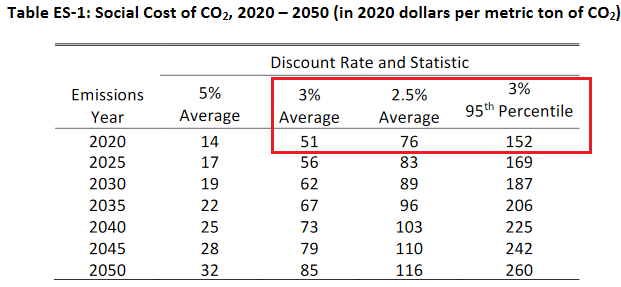 Table ES-1: Social Cost of CO₂, 2020 – 2050 (in 2020 dollars per metric ton of CO₂)
Discount Rate and Statistic
Emissions Year 5% Average 3% Average 2.5% Average 3% 95th Percentile
2020 14 51 76 152
2025 17 56 83 169
2030 19 62 89 187
2035 22 67 96 206
2040 25 73 103 225
2045 28 79 110 242
2050 32 85 116 260